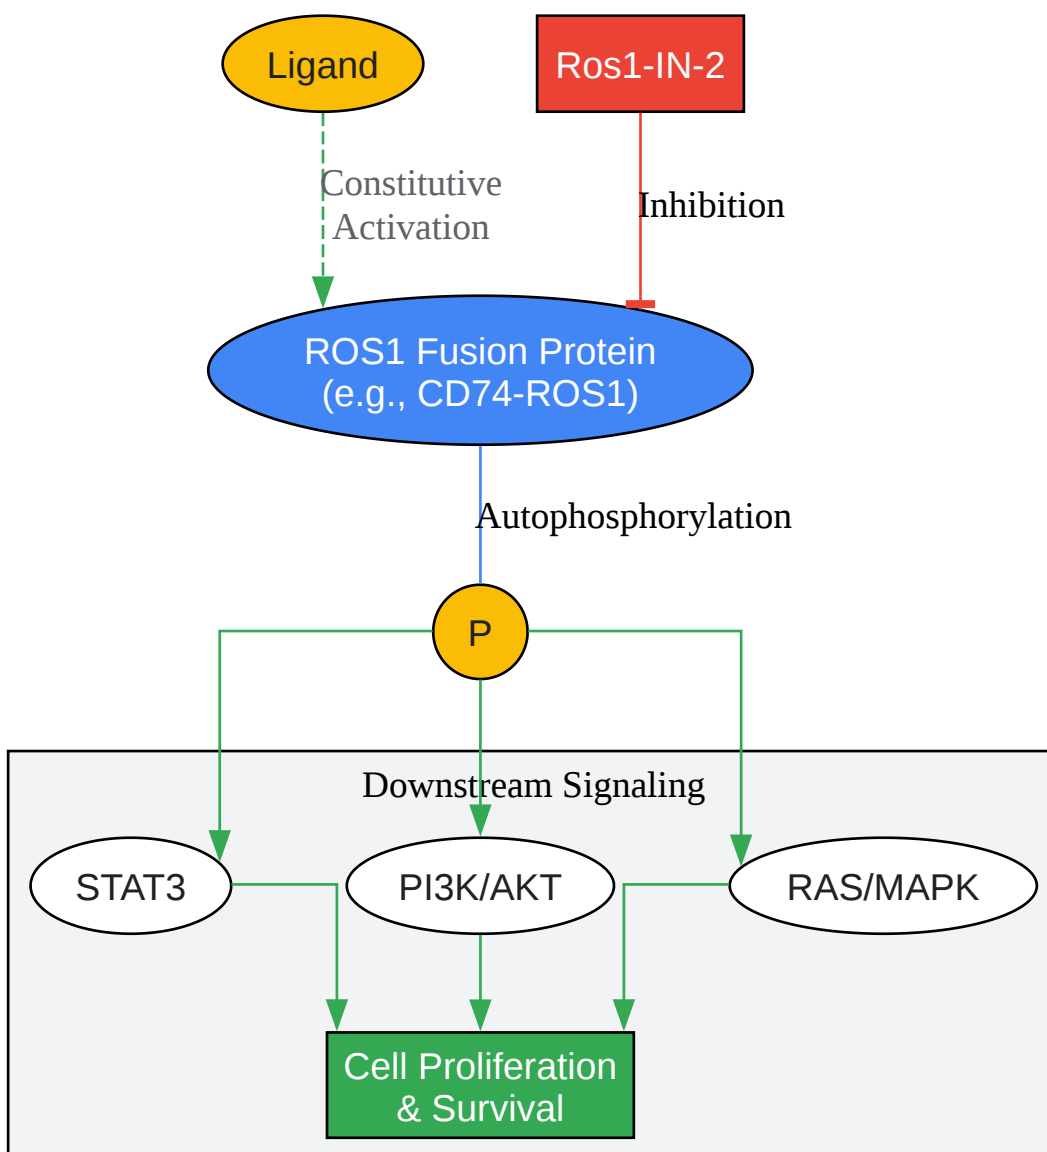 Ligand
Ros1-IN-2
Constitutive
Activation
Inhibition
ROS1 Fusion Protein
(e.g., CD74-ROS1)
Autophosphorylation
P
Downstream Signaling
STAT3
PI3K/AKT
RAS/MAPK
Cell Proliferation
& Survival